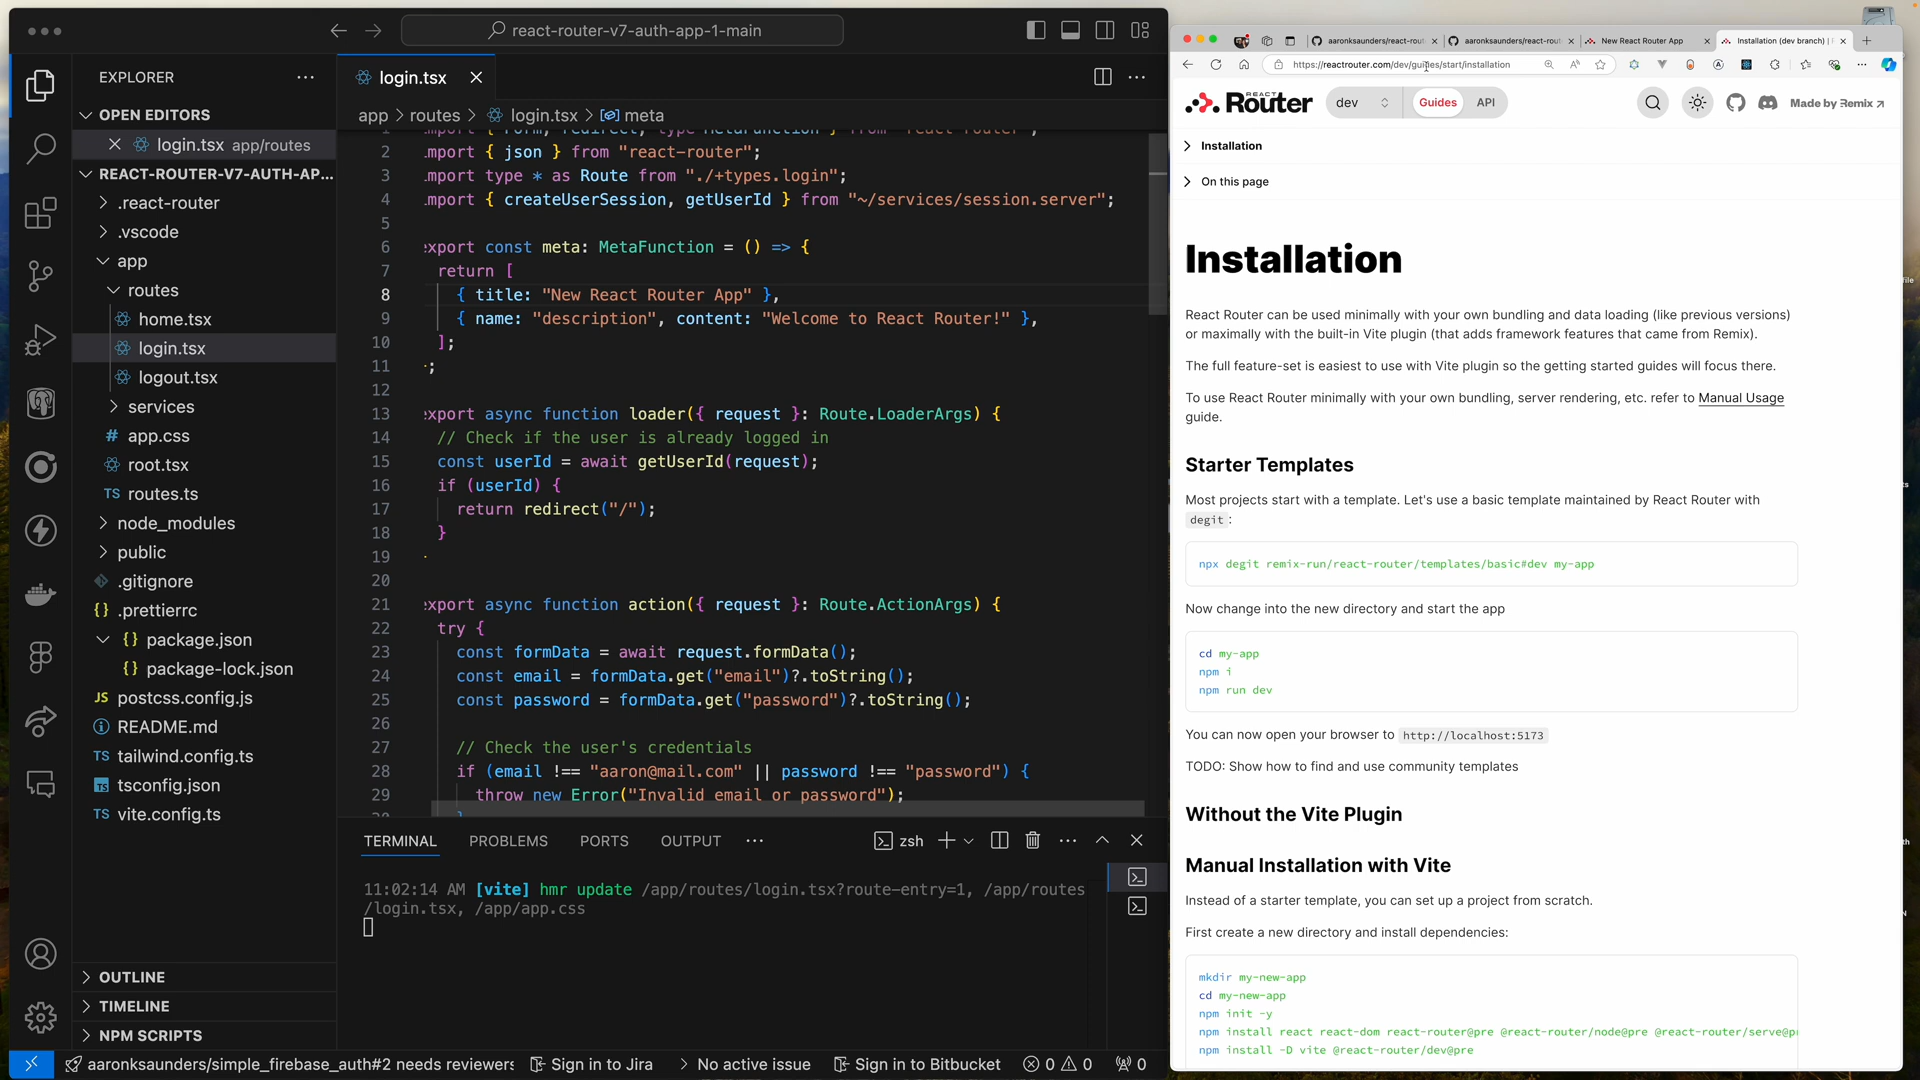 react-router-v7-auth-app-1-main
EXPLORER
OPEN EDITORS
login.tsx app/routes
REACT-ROUTER-V7-AUTH-AP...
.react-router
.vscode
app
routes
home.tsx
login.tsx
logout.tsx
services
# app.css
root.tsx
TS routes.ts
node_modules
public
.gitignore
{} .prettierrc
{} package.json
{} package-lock.json
JS postcss.config.js
README.md
TS tailwind.config.ts
tsconfig.json
TS vite.config.ts
OUTLINE
TIMELINE
NPM SCRIPTS
login.tsx
app > routes > login.tsx > meta
2 mport { json } from "react-router";
3 mport type * as Route from "./+types.login";
4 mport { createUserSession, getUserId } from "~/services/session.server";
5
6 export const meta: MetaFunction = () => {
7 return [
8 { title: "New React Router App" },
9 { name: "description", content: "Welcome to React Router!" },
10 ];
11 ;
12
13 export async function loader({ request }: Route.LoaderArgs) {
14 // Check if the user is already logged in
15 const userId = await getUserId(request);
16 if (userId) {
17 return redirect("/");
18 }
19
20
21 export async function action({ request }: Route.ActionArgs) {
22 try {
23 const formData = await request.formData();
24 const email = formData.get("email")?.toString();
25 const password = formData.get("password")?.toString();
26
27 // Check the user's credentials
28 if (email !== "aaron@mail.com" || password !== "password") {
29 throw new Error("Invalid email or password");
TERMINAL PROBLEMS PORTS OUTPUT ··· zsh
11:02:14 AM [vite] hmr update /app/routes/login.tsx?route-entry=1, /app/routes
/login.tsx, /app/app.css
aaronksaunders/simple_firebase_auth#2 needs reviewers Sign in to Jira No active issue Sign in to Bitbucket 0 0 0
aaronksaunders/react-rou aaronksaunders/react-rou New React Router App Installation (dev branch) |
https://reactrouter.com/dev/guides/start/installation
REACT
Router dev Guides API Made by Remix
Installation
On this page
Installation
React Router can be used minimally with your own bundling and data loading (like previous versions)
or maximally with the built-in Vite plugin (that adds framework features that came from Remix).
The full feature-set is easiest to use with Vite plugin so the getting started guides will focus there.
To use React Router minimally with your own bundling, server rendering, etc. refer to Manual Usage
guide.
Starter Templates
Most projects start with a template. Let's use a basic template maintained by React Router with
degit :
npx degit remix-run/react-router/templates/basic#dev my-app
Now change into the new directory and start the app
cd my-app
npm i
npm run dev
You can now open your browser to http://localhost:5173
TODO: Show how to find and use community templates
Without the Vite Plugin
Manual Installation with Vite
Instead of a starter template, you can set up a project from scratch.
First create a new directory and install dependencies:
mkdir my-new-app
cd my-new-app
npm init -y
npm install react react-dom react-router@pre @react-router/node@pre @react-router/serve@p
npm install -D vite @react-router/dev@pre